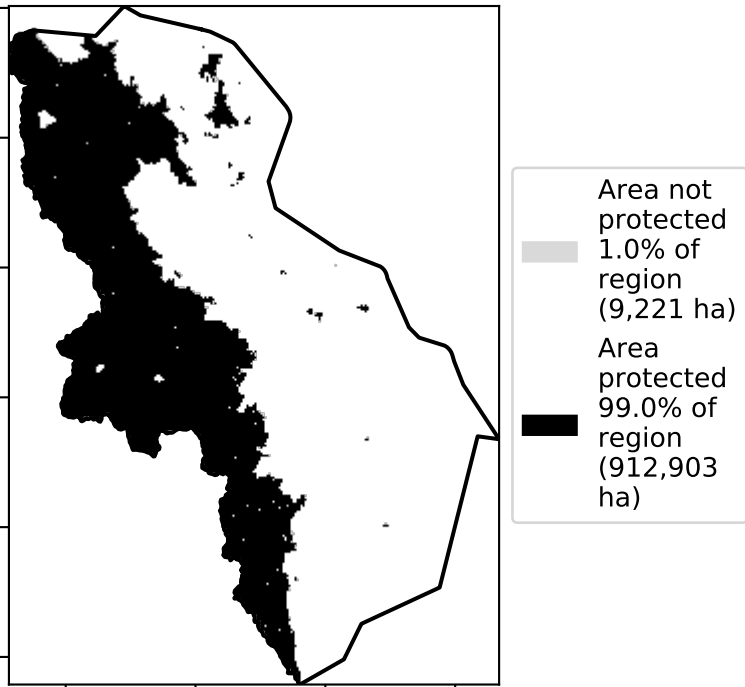 Area not
protected
1.0% of
region
(9,221 ha)
Area
protected
99.0% of
region
(912,903
ha)